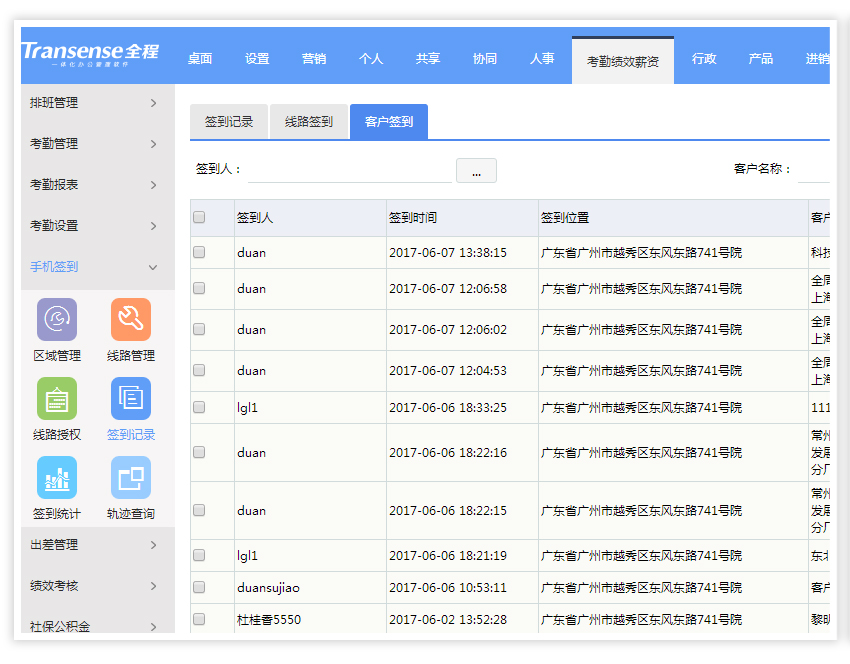 Transense全程
一体化办公管理软件
桌面 设置 营销 个人 共享 协同 人事 考勤绩效薪资 行政 产品 进销
排班管理
考勤管理
考勤报表
考勤设置
手机签到
区域管理 线路管理
线路授权 签到记录
签到统计 轨迹查询
出差管理
绩效考核
社保公积金
签到记录 线路签到 客户签到
签到人： ... 客户名称：
签到人 签到时间 签到位置 客户
duan 2017-06-07 13:38:15 广东省广州市越秀区东风东路741号院 科技
duan 2017-06-07 12:06:58 广东省广州市越秀区东风东路741号院 全
上海
duan 2017-06-07 12:06:02 广东省广州市越秀区东风东路741号院 全
上海
duan 2017-06-07 12:04:53 广东省广州市越秀区东风东路741号院 全
上海
lgl1 2017-06-06 18:33:25 广东省广州市越秀区东风东路741号院 111
duan 2017-06-06 18:22:16 广东省广州市越秀区东风东路741号院 常州
发展
分厂
duan 2017-06-06 18:22:15 广东省广州市越秀区东风东路741号院 常州
发展
分厂
lgl1 2017-06-06 18:21:19 广东省广州市越秀区东风东路741号院 东北
duansujiao 2017-06-06 10:53:11 广东省广州市越秀区东风东路741号院 客户
杜桂香5550 2017-06-02 13:52:28 广东省广州市越秀区东风东路741号院 黎明